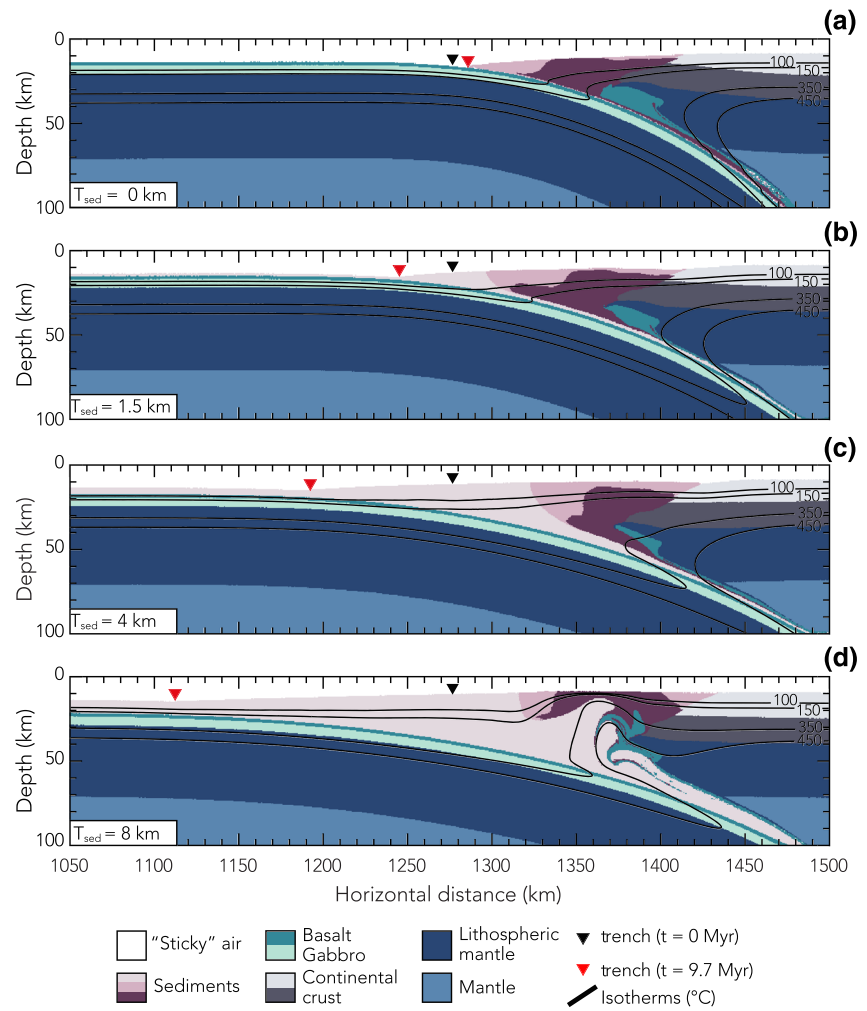 (a)
0
50
100
Depth (km)
100
150
350
450
Tsed = 0 km
(b)
0
50
100
Depth (km)
100
150
350
450
Tsed = 1.5 km
(c)
0
50
100
Depth (km)
100
150
350
450
Tsed = 4 km
(d)
0
50
100
Depth (km)
100
150
350
450
Tsed = 8 km
1050 1100 1150 1200 1250 1300 1350 1400 1450 1500
Horizontal distance (km)
"Sticky" air
Sediments
Basalt
Gabbro
Continental
crust
Lithospheric
mantle
Mantle
trench (t = 0 Myr)
trench (t = 9.7 Myr)
Isotherms (°C)